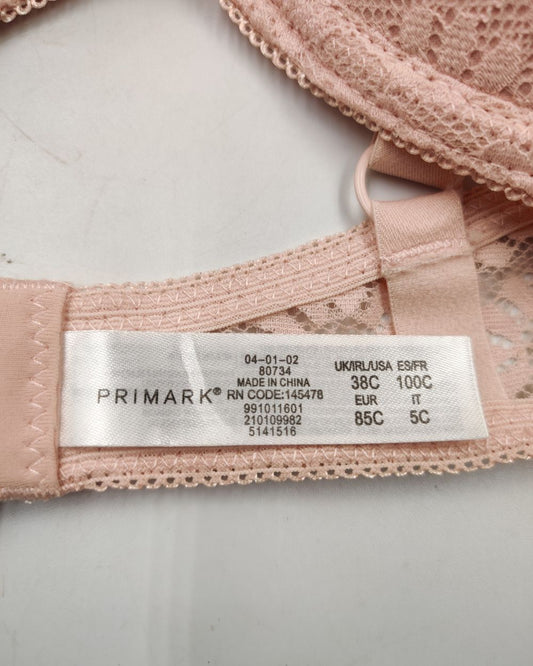 PRIMARK®
04-01-02
80734
MADE IN CHINA
RN CODE:145478
991011601
210109982
5141516
UK/IRL/USA ES/FR
38C 100C
EUR IT
85C 5C